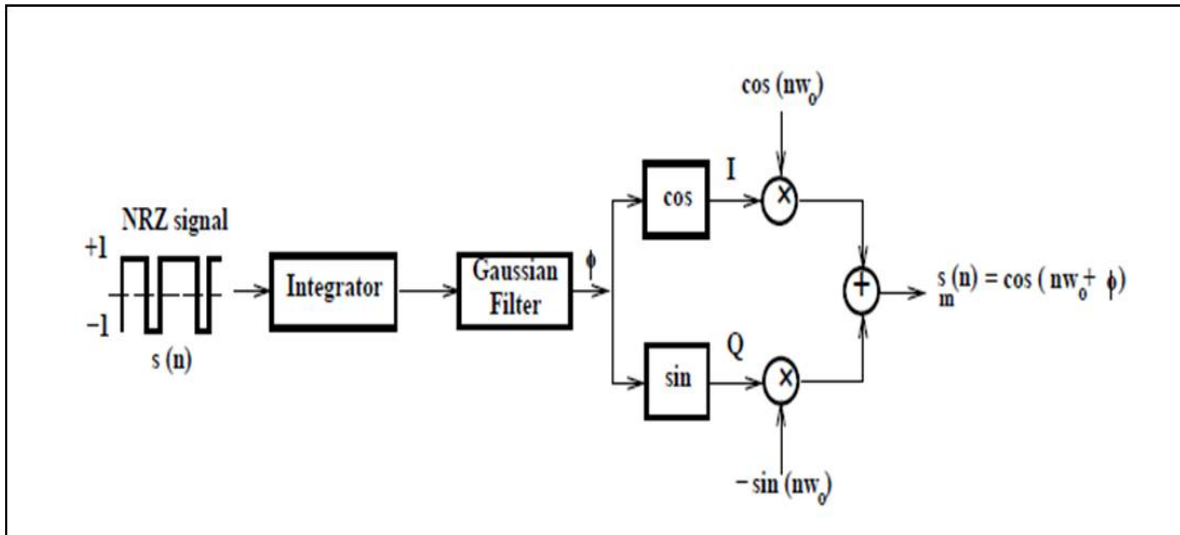 cos (nw₀)
I
cos
NRZ signal
+1
−1
s (n)
Integrator
Gaussian
Filter
ϕ
×
+
s (n) = cos ( nw₀ + ϕ)
m
Q
sin
×
− sin (nw₀)